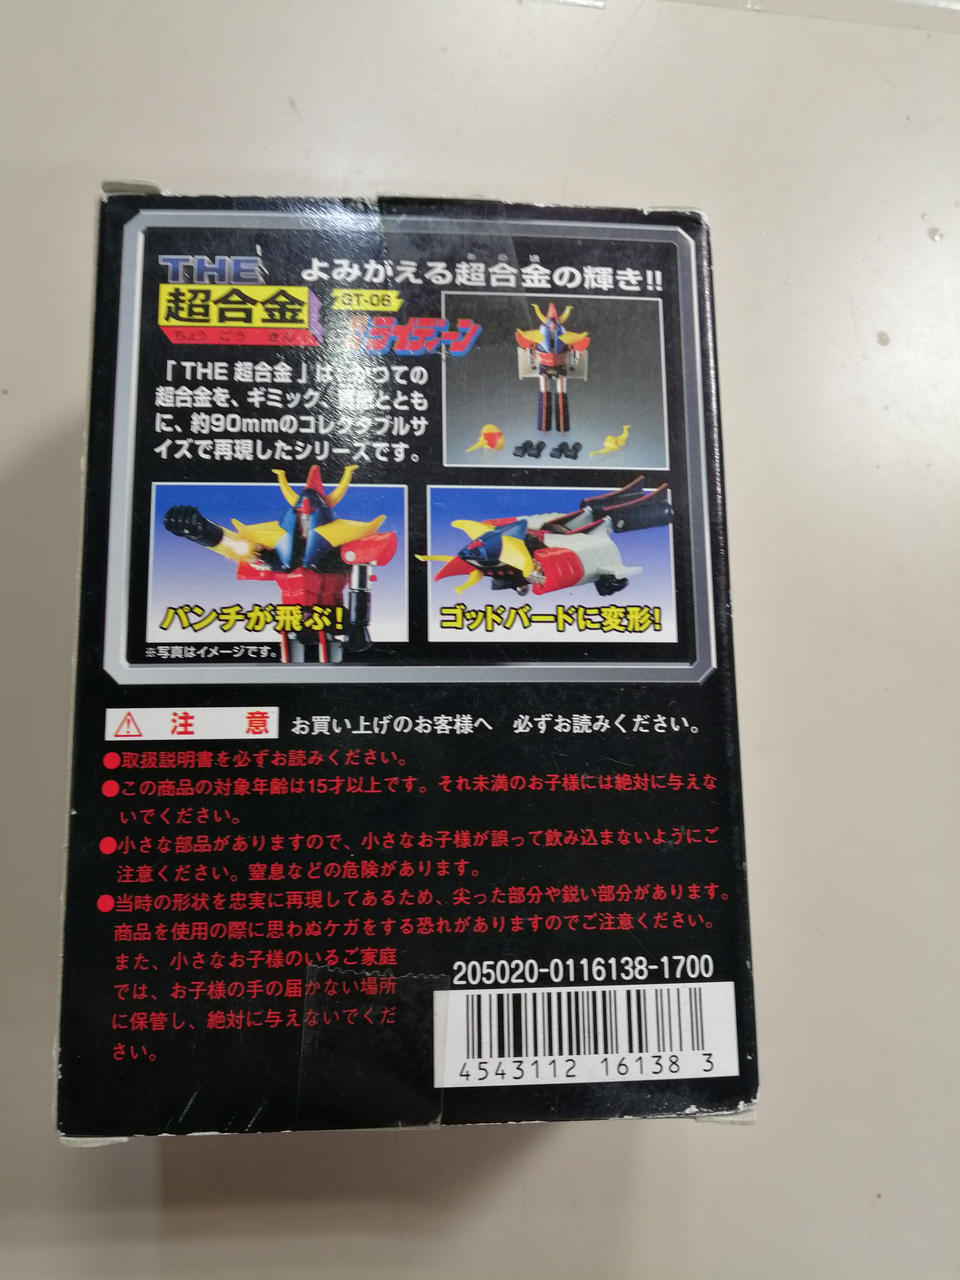 THE
超合金
ちょう ごう きん
よみがえる超合金の輝き!!
あの頃
GT-06
ライディーン
「THE 超合金」は、かつての
超合金を、ギミック、
とともに、約90mmのコレクタブルサ
イズで再現したシリーズです。
パンチが飛ぶ!
※写真はイメージです。
ゴッドバードに変形!
注 意
お買い上げのお客様へ 必ずお読みください。
●取扱説明書を必ずお読みください。
●この商品の対象年齢は15才以上です。それ未満のお子様には絶対に与えな
いでください。
●小さな部品がありますので、小さなお子様が誤って飲み込まないようにご
注意ください。窒息などの危険があります。
●当時の形状を忠実に再現してあるため、尖った部分や鋭い部分があります。
商品を使用の際に思わぬケガをする恐れがありますのでご注意ください。
また、小さなお子様のいるご家庭
では、お子様の手の届かない場所
に保管し、絶対に与えないでくだ
さい。
205020-0116138-1700
4543112 16138 3